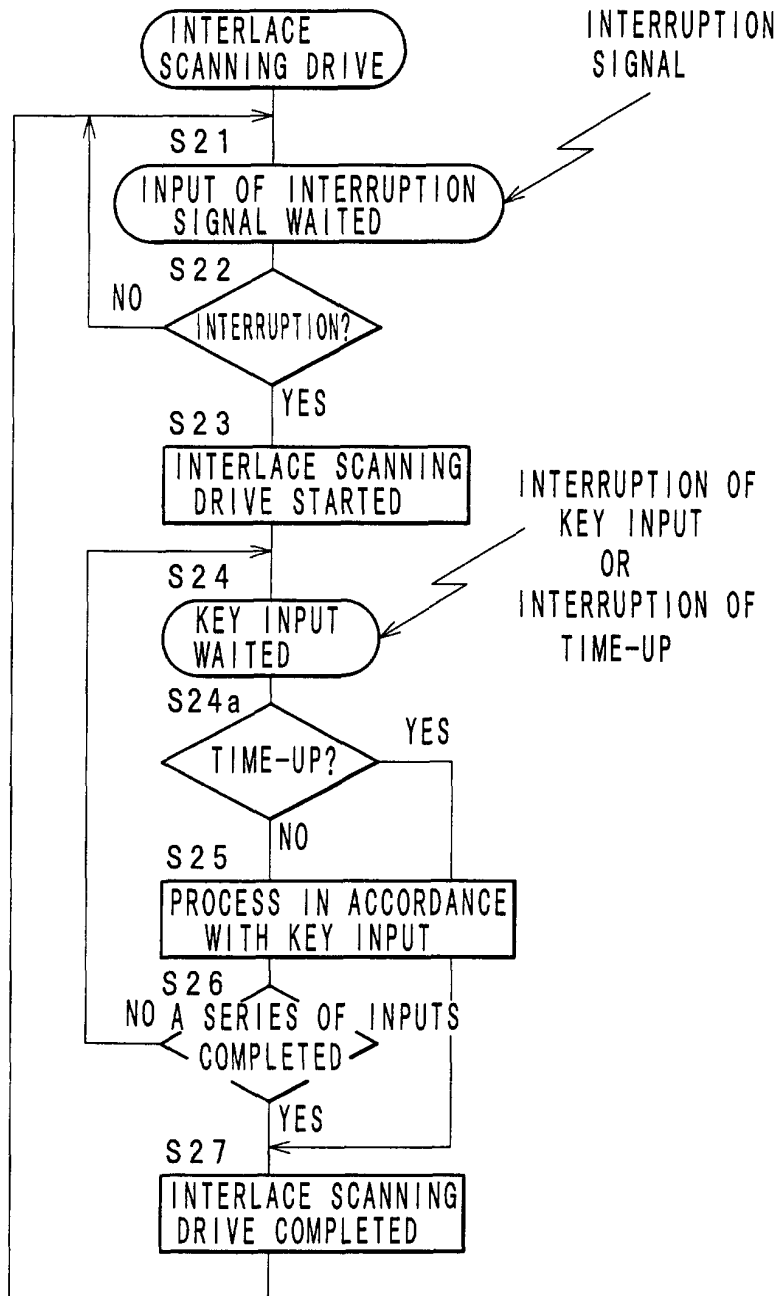 INTERLACE
SCANNING DRIVE
INTERRUPTION
SIGNAL
S21
INPUT OF INTERRUPTION
SIGNAL WAITED
S22
NO
INTERRUPTION?
YES
S23
INTERLACE SCANNING
DRIVE STARTED
INTERRUPTION OF
KEY INPUT
OR
INTERRUPTION OF
TIME-UP
S24
KEY INPUT
WAITED
S24a
TIME-UP?
YES
NO
S25
PROCESS IN ACCORDANCE
WITH KEY INPUT
S26
NO
A SERIES OF INPUTS
COMPLETED
YES
S27
INTERLACE SCANNING
DRIVE COMPLETED